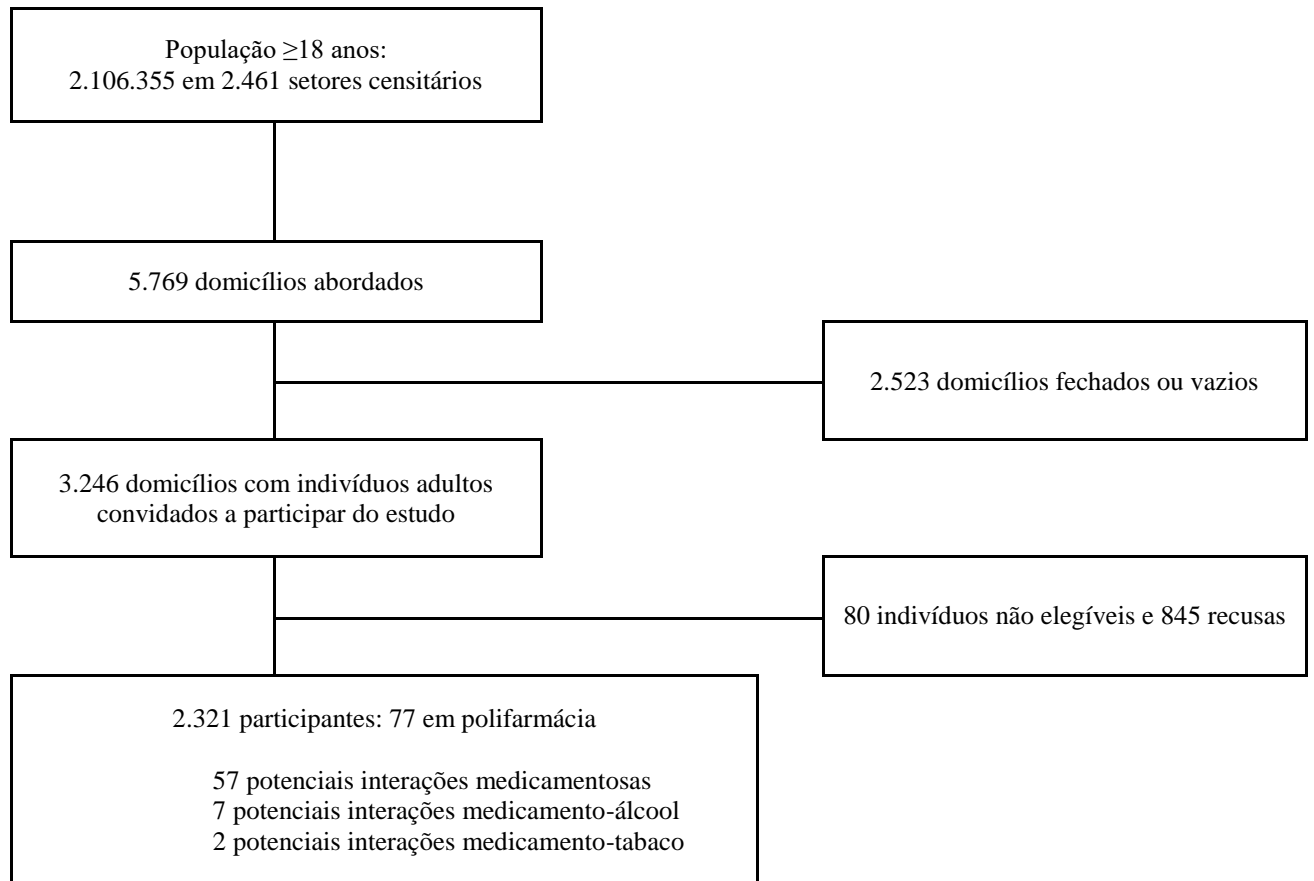 População ≥18 anos:
2.106.355 em 2.461 setores censitários
5.769 domicílios abordados
2.523 domicílios fechados ou vazios
3.246 domicílios com indivíduos adultos
convidados a participar do estudo
80 indivíduos não elegíveis e 845 recusas
2.321 participantes: 77 em polifarmácia
57 potenciais interações medicamentosas
7 potenciais interações medicamento-álcool
2 potenciais interações medicamento-tabaco